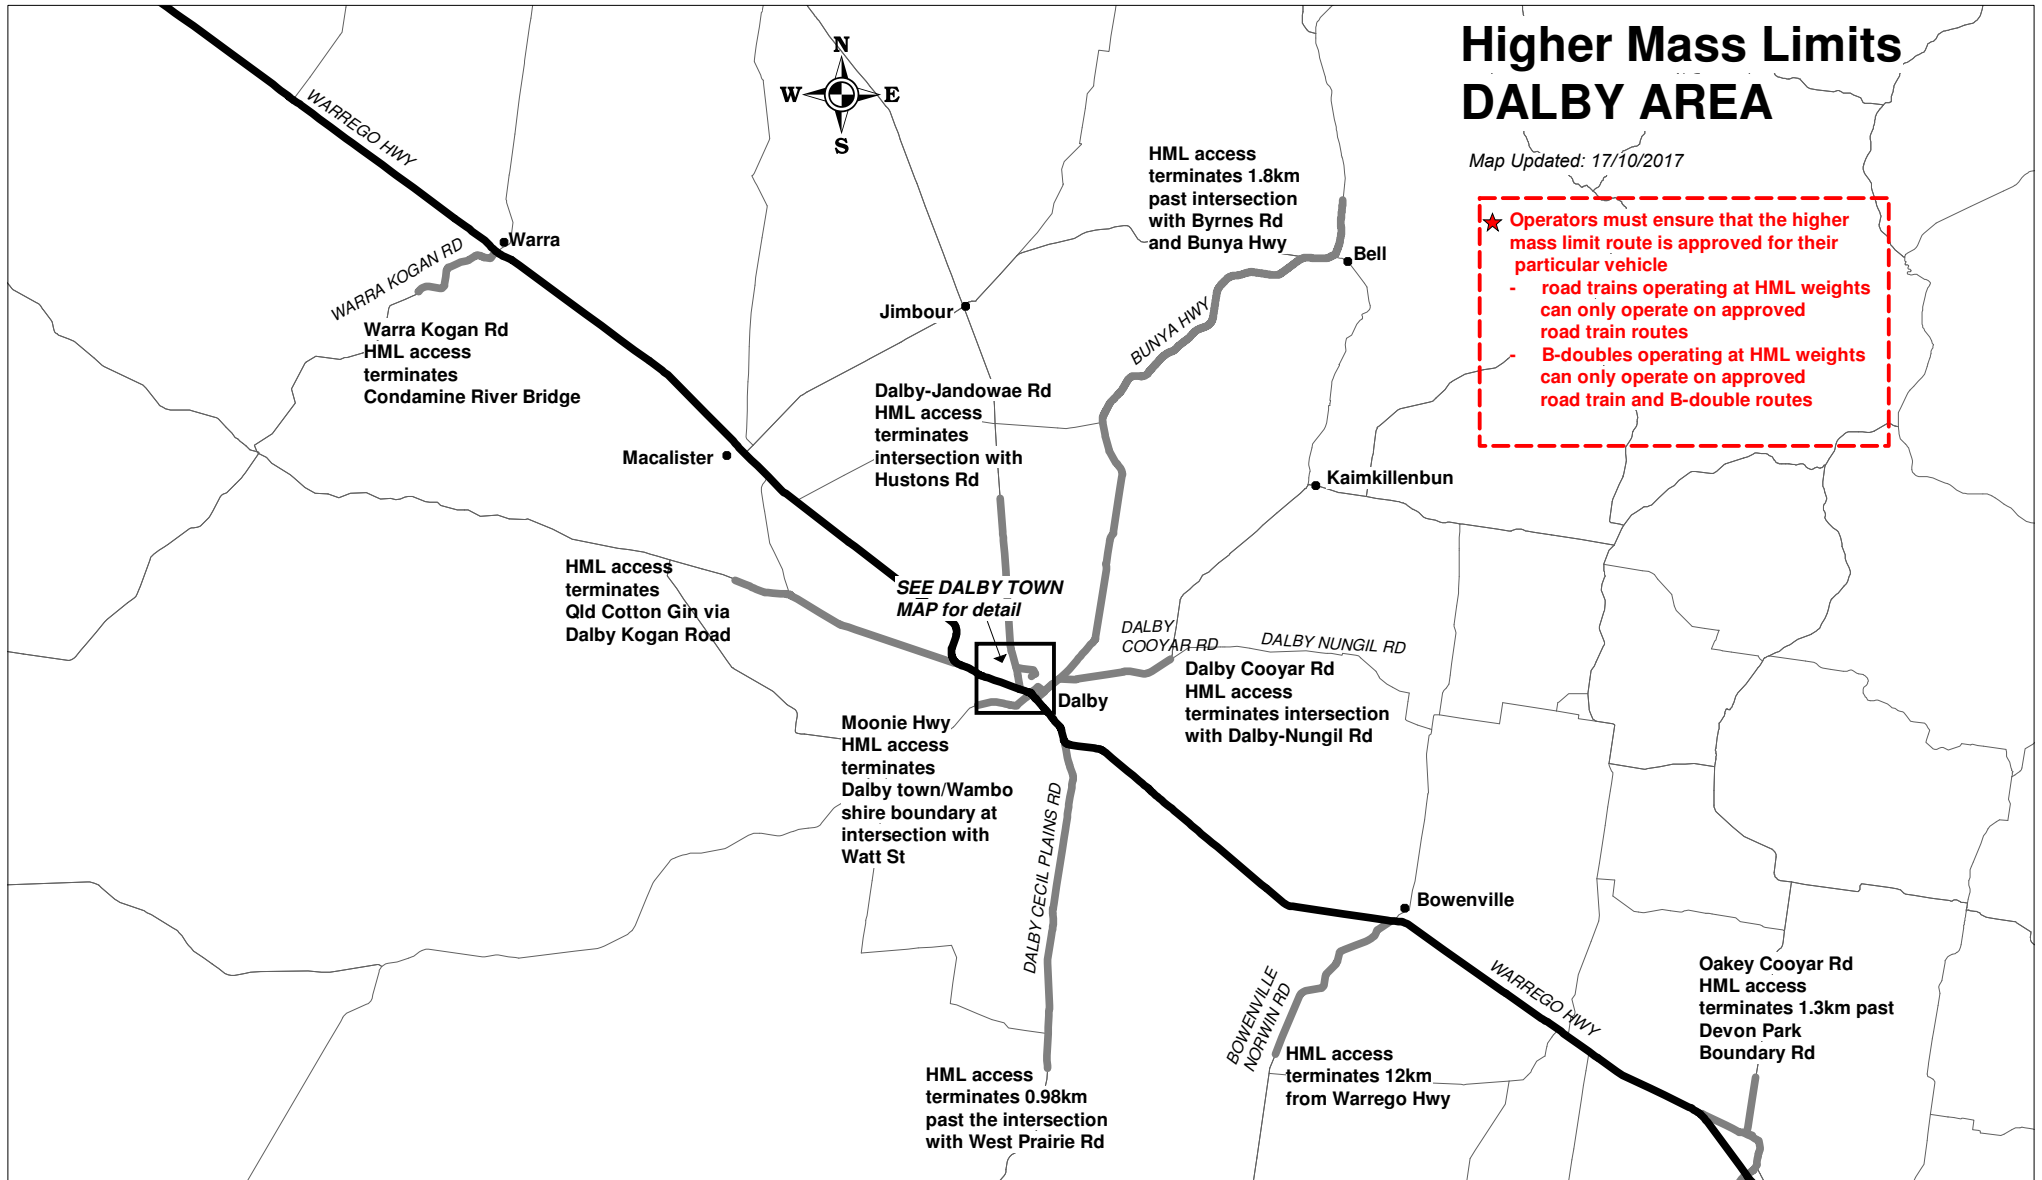 Higher Mass Limits
DALBY AREA
Map Updated: 17/10/2017
Operators must ensure that the higher
mass limit route is approved for their
particular vehicle
- road trains operating at HML weights
can only operate on approved
road train routes
- B-doubles operating at HML weights
can only operate on approved
road train and B-double routes
N
W E
S
WARREGO HWY
Warra
WARRA KOGAN RD
Warra Kogan Rd
HML access
terminates
Condamine River Bridge
HML access
terminates 1.8km
past intersection
with Byrnes Rd
and Bunya Hwy
Bell
Jimbour
BUNYA HWY
Dalby-Jandowae Rd
HML access
terminates
intersection with
Hustons Rd
Macalister
Kaimkillenbun
HML access
terminates
Qld Cotton Gin via
Dalby Kogan Road
SEE DALBY TOWN
MAP for detail
DALBY
COOYAR RD
DALBY NUNGIL RD
Dalby Cooyar Rd
HML access
terminates intersection
with Dalby-Nungil Rd
Dalby
Moonie Hwy
HML access
terminates
Dalby town/Wambo
shire boundary at
intersection with
Watt St
DALBY CECIL PLAINS RD
Bowenville
BOWENVILLE
NORWIN RD
WARREGO HWY
Oakey Cooyar Rd
HML access
terminates 1.3km past
Devon Park
Boundary Rd
HML access
terminates 12km
from Warrego Hwy
HML access
terminates 0.98km
past the intersection
with West Prairie Rd